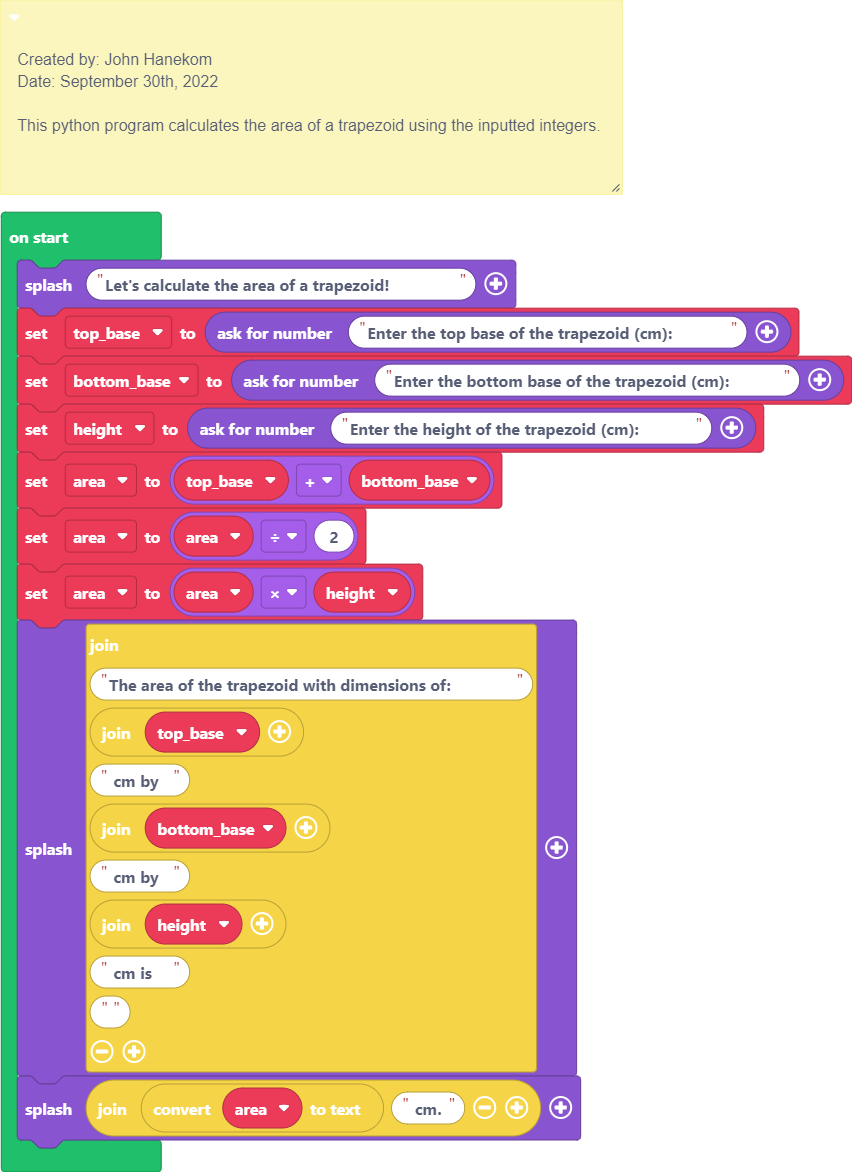 Created by: John Hanekom
Date: September 30th, 2022
This python program calculates the area of a trapezoid using the inputted integers.
on start
splash "Let's calculate the area of a trapezoid!"
set top_base to ask for number "Enter the top base of the trapezoid (cm):"
set bottom_base to ask for number "Enter the bottom base of the trapezoid (cm):"
set height to ask for number "Enter the height of the trapezoid (cm):"
set area to top_base + bottom_base
set area to area ÷ 2
set area to area × height
join
"The area of the trapezoid with dimensions of:"
join top_base
" cm by "
join bottom_base
splash
" cm by "
join height
" cm is "
" "
splash join convert area to text " cm. "